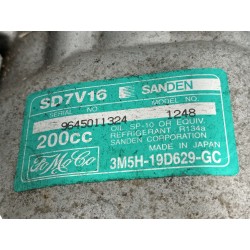 SD7V16 SANDEN
SERIAL NO. MODEL NO.
9645011324 1248
200cc
OIL SP-10 OR EQUIV.
REFRIGERANT R134a
SANDEN CORPORATION
MADE IN JAPAN
FoMoCo 3M5H-19D629-GC